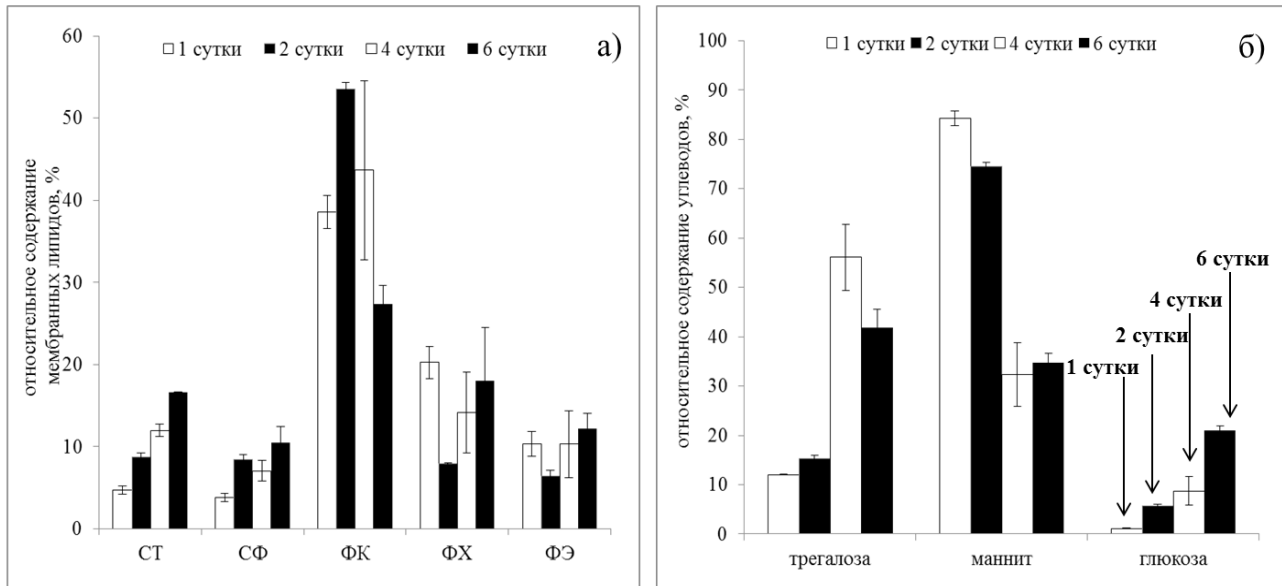 а)
1 сутки 2 сутки 4 сутки 6 сутки
относительное содержание
мембранных липидов, %
60
50
40
30
20
10
0
СТ СФ ФК ФХ ФЭ
б)
1 сутки 2 сутки 4 сутки 6 сутки
относительное содержание углеводов, %
100
90
80
70
60
50
40
30
20
10
0
6 сутки
4 сутки
2 сутки
1 сутки
трегалоза маннит глюкоза